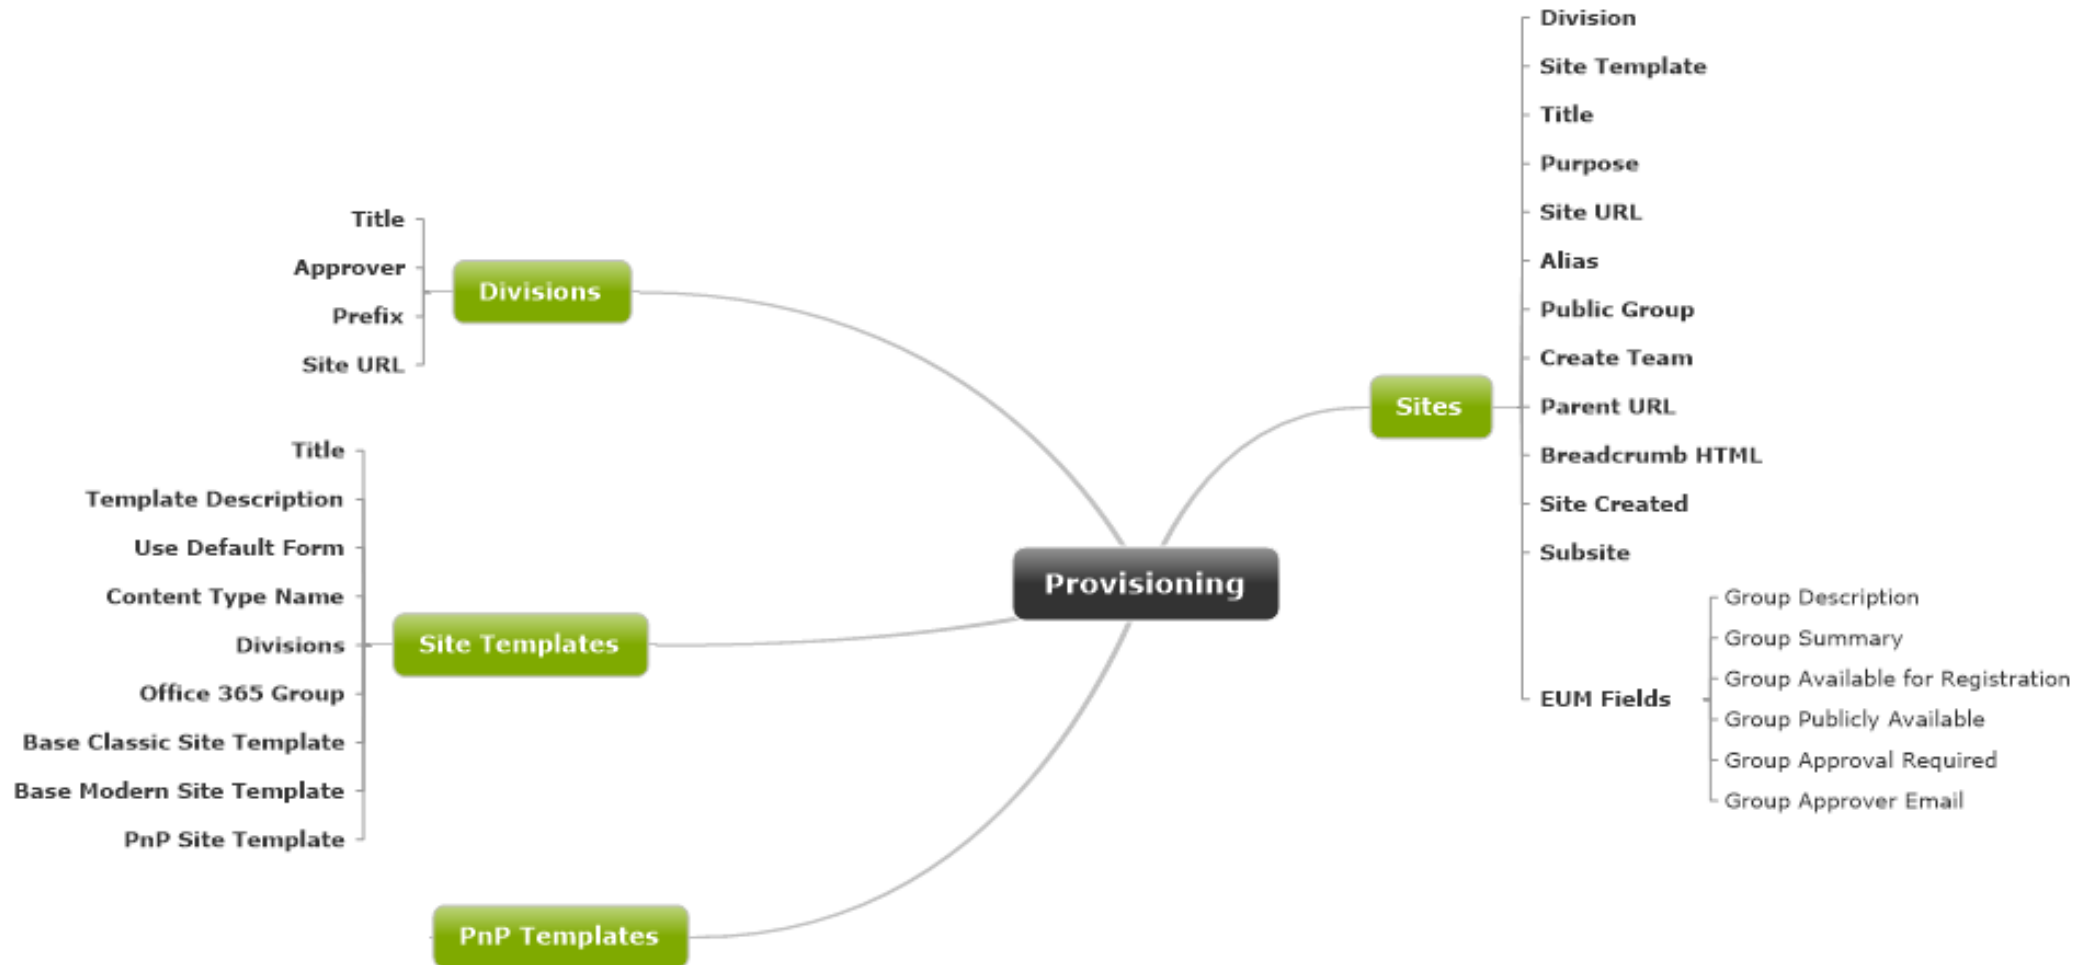 Provisioning
Divisions
Title
Approver
Prefix
Site URL
Site Templates
Title
Template Description
Use Default Form
Content Type Name
Divisions
Office 365 Group
Base Classic Site Template
Base Modern Site Template
PnP Site Template
PnP Templates
Sites
Division
Site Template
Title
Purpose
Site URL
Alias
Public Group
Create Team
Parent URL
Breadcrumb HTML
Site Created
Subsite
EUM Fields
Group Description
Group Summary
Group Available for Registration
Group Publicly Available
Group Approval Required
Group Approver Email